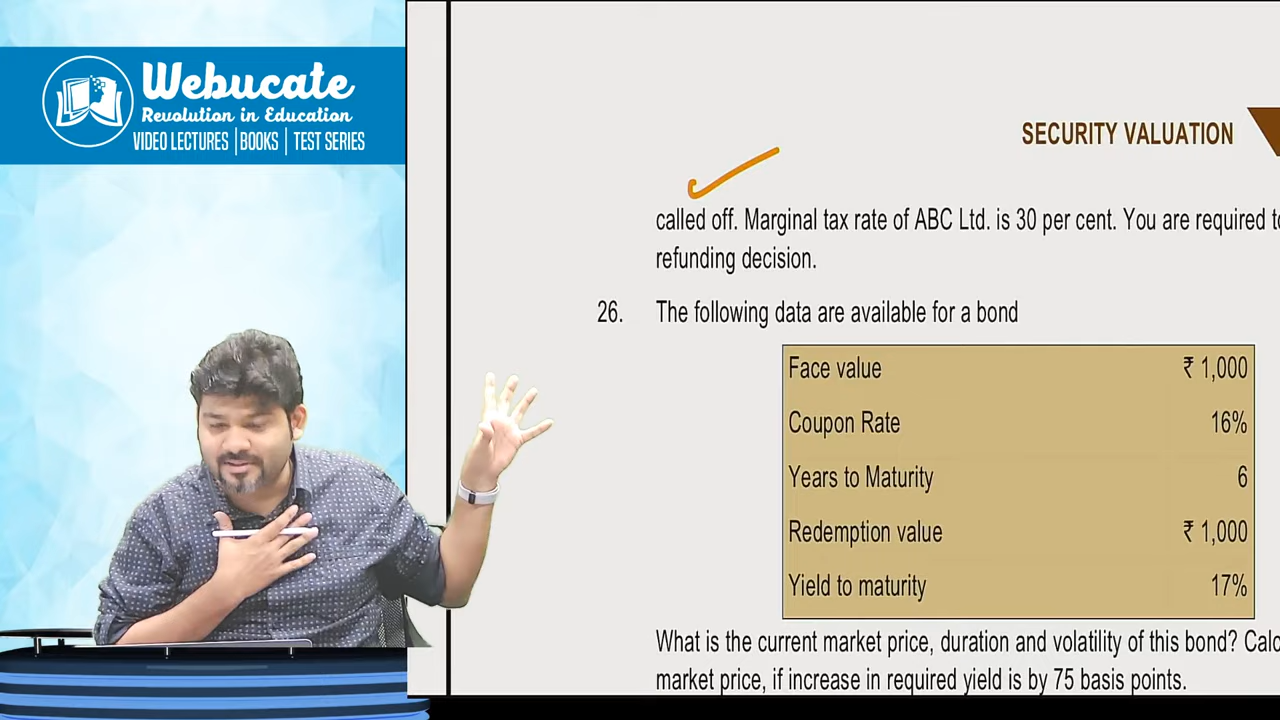 Webucate
Revolution in Education
VIDEO LECTURES | BOOKS | TEST SERIES
SECURITY VALUATION
called off. Marginal tax rate of ABC Ltd. is 30 per cent. You are required
refunding decision.
26. The following data are available for a bond
Face value ₹ 1,000
Coupon Rate 16%
Years to Maturity 6
Redemption value ₹ 1,000
Yield to maturity 17%
What is the current market price, duration and volatility of this bond?
market price, if increase in required yield is by 75 basis points.